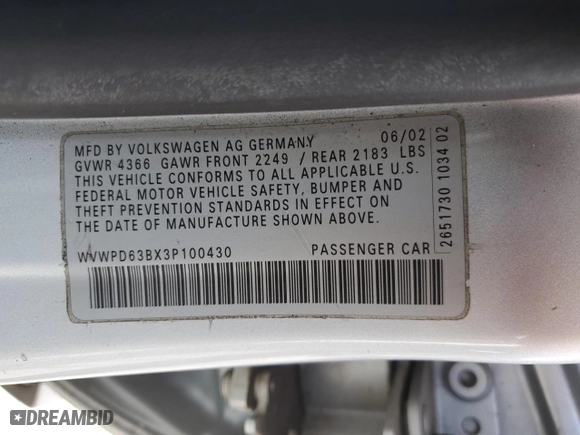 MFD BY VOLKSWAGEN AG GERMANY 06/02
GVWR 4366 GAWR FRONT 2249 / REAR 2183 LBS
THIS VEHICLE CONFORMS TO ALL APPLICABLE U.S.
FEDERAL MOTOR VEHICLE SAFETY, BUMPER AND
THEFT PREVENTION STANDARDS IN EFFECT ON
THE DATE OF MANUFACTURE SHOWN ABOVE.
WVWPD63BX3P100430 PASSENGER CAR
2651730 1034 02
DREAMBID